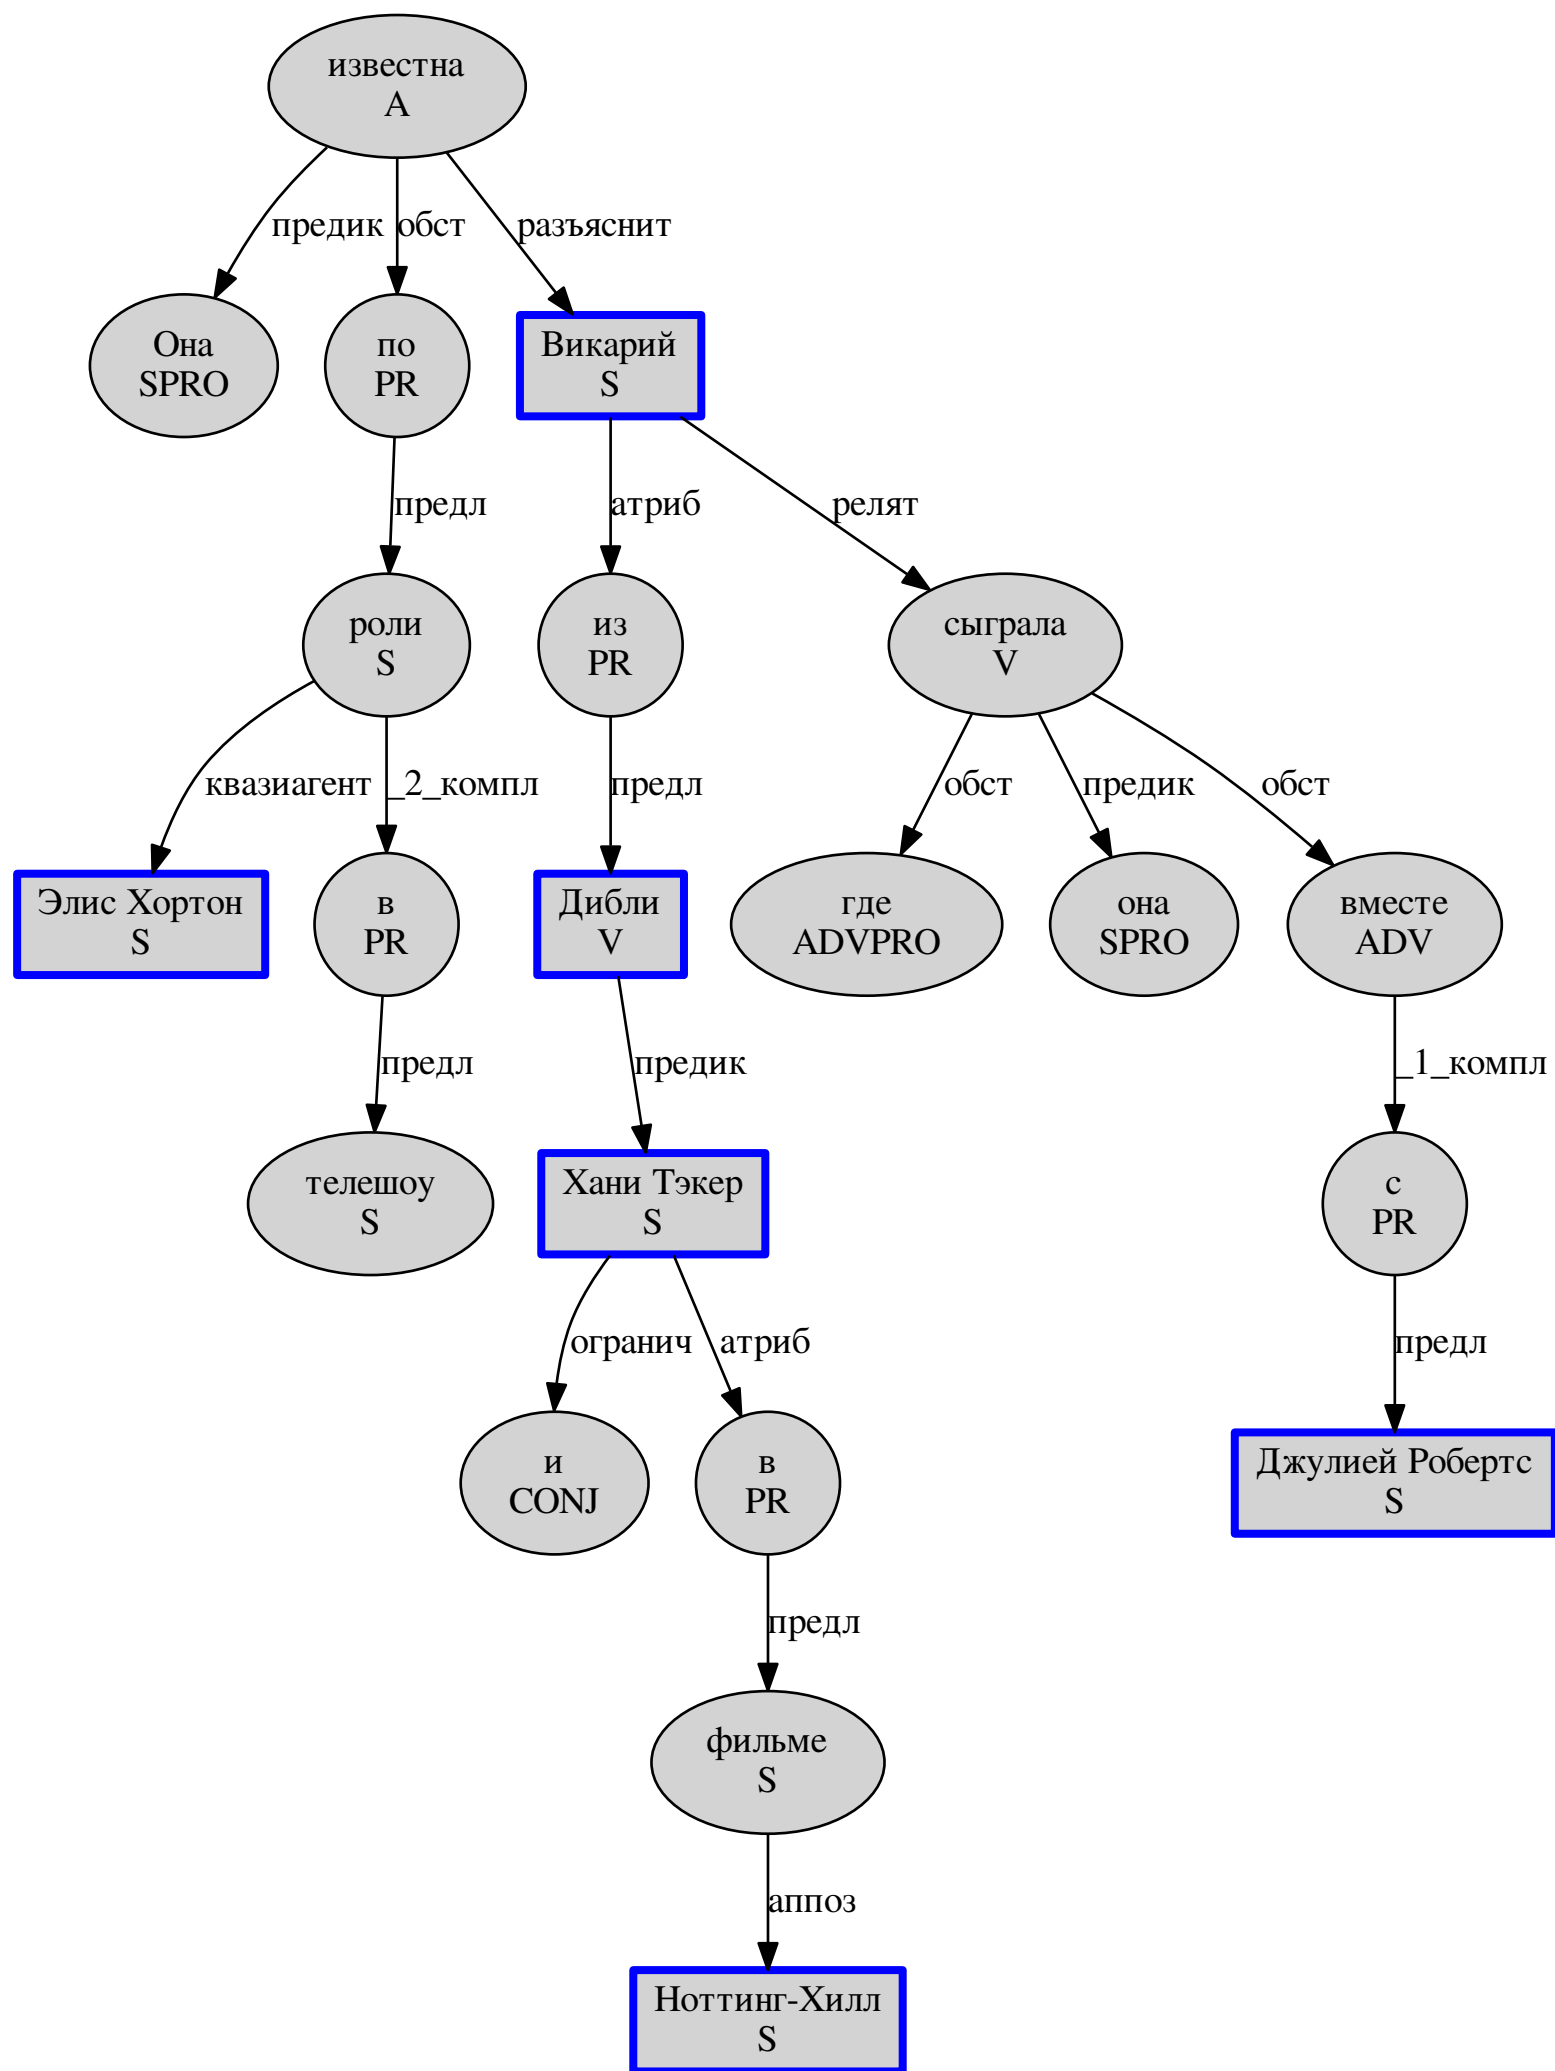 известна
A
предик
обст
разъяснит
Она
SPRO
по
PR
Викарий
S
предл
атриб
релят
роли
S
из
PR
сыграла
V
квазиагент
_2_компл
предл
обст
предик
обст
Элис Хортон
S
в
PR
Дибли
V
где
ADVPRO
она
SPRO
вместе
ADV
предл
предик
_1_компл
телешоу
S
Хани Тэкер
S
с
PR
огранич
атриб
предл
и
CONJ
в
PR
Джулией Робертс
S
предл
фильме
S
аппоз
Ноттинг-Хилл
S